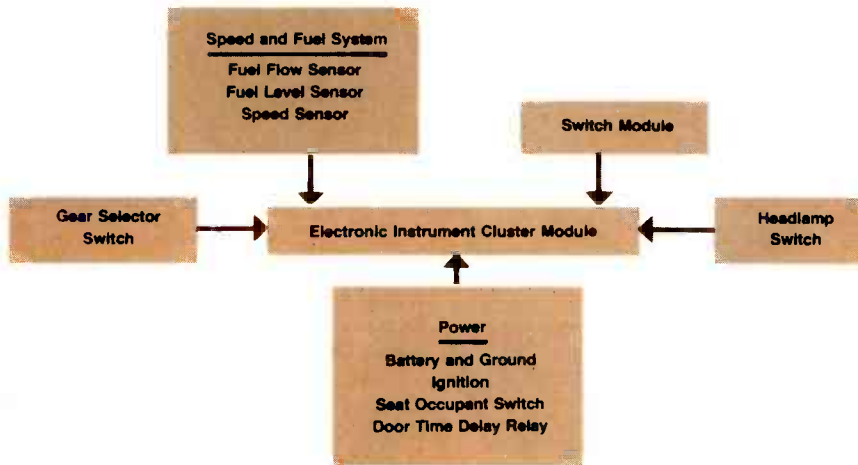 Speed and Fuel System
Fuel Flow Sensor
Fuel Level Sensor
Speed Sensor
Switch Module
Gear Selector
Switch
Electronic Instrument Cluster Module
Headlamp
Switch
Power
Battery and Ground
Ignition
Seat Occupant Switch
Door Time Delay Relay